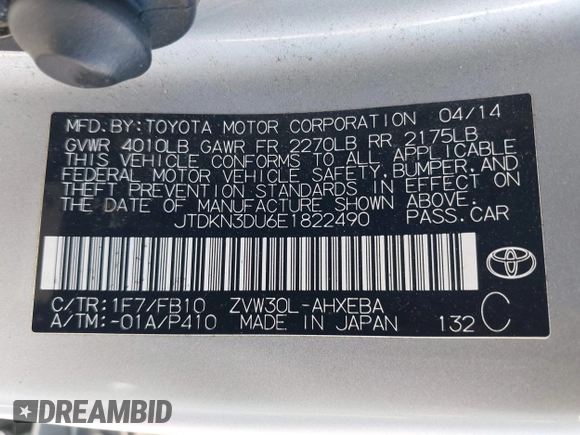 MFD. BY: TOYOTA MOTOR CORPORATION 04/14
GVWR 4010LB GAWR FR 2270LB RR 2175LB
THIS VEHICLE CONFORMS TO ALL APPLICABLE
FEDERAL MOTOR VEHICLE SAFETY, BUMPER, AND
THEFT PREVENTION STANDARDS IN EFFECT ON
THE DATE OF MANUFACTURE SHOWN ABOVE.
JTDKN3DU6E1822490 PASS. CAR
C/TR: 1F7/FB10 ZVW30L-AHXEBA
A/TM: -01A/P410 MADE IN JAPAN 132 C
DREAMBID